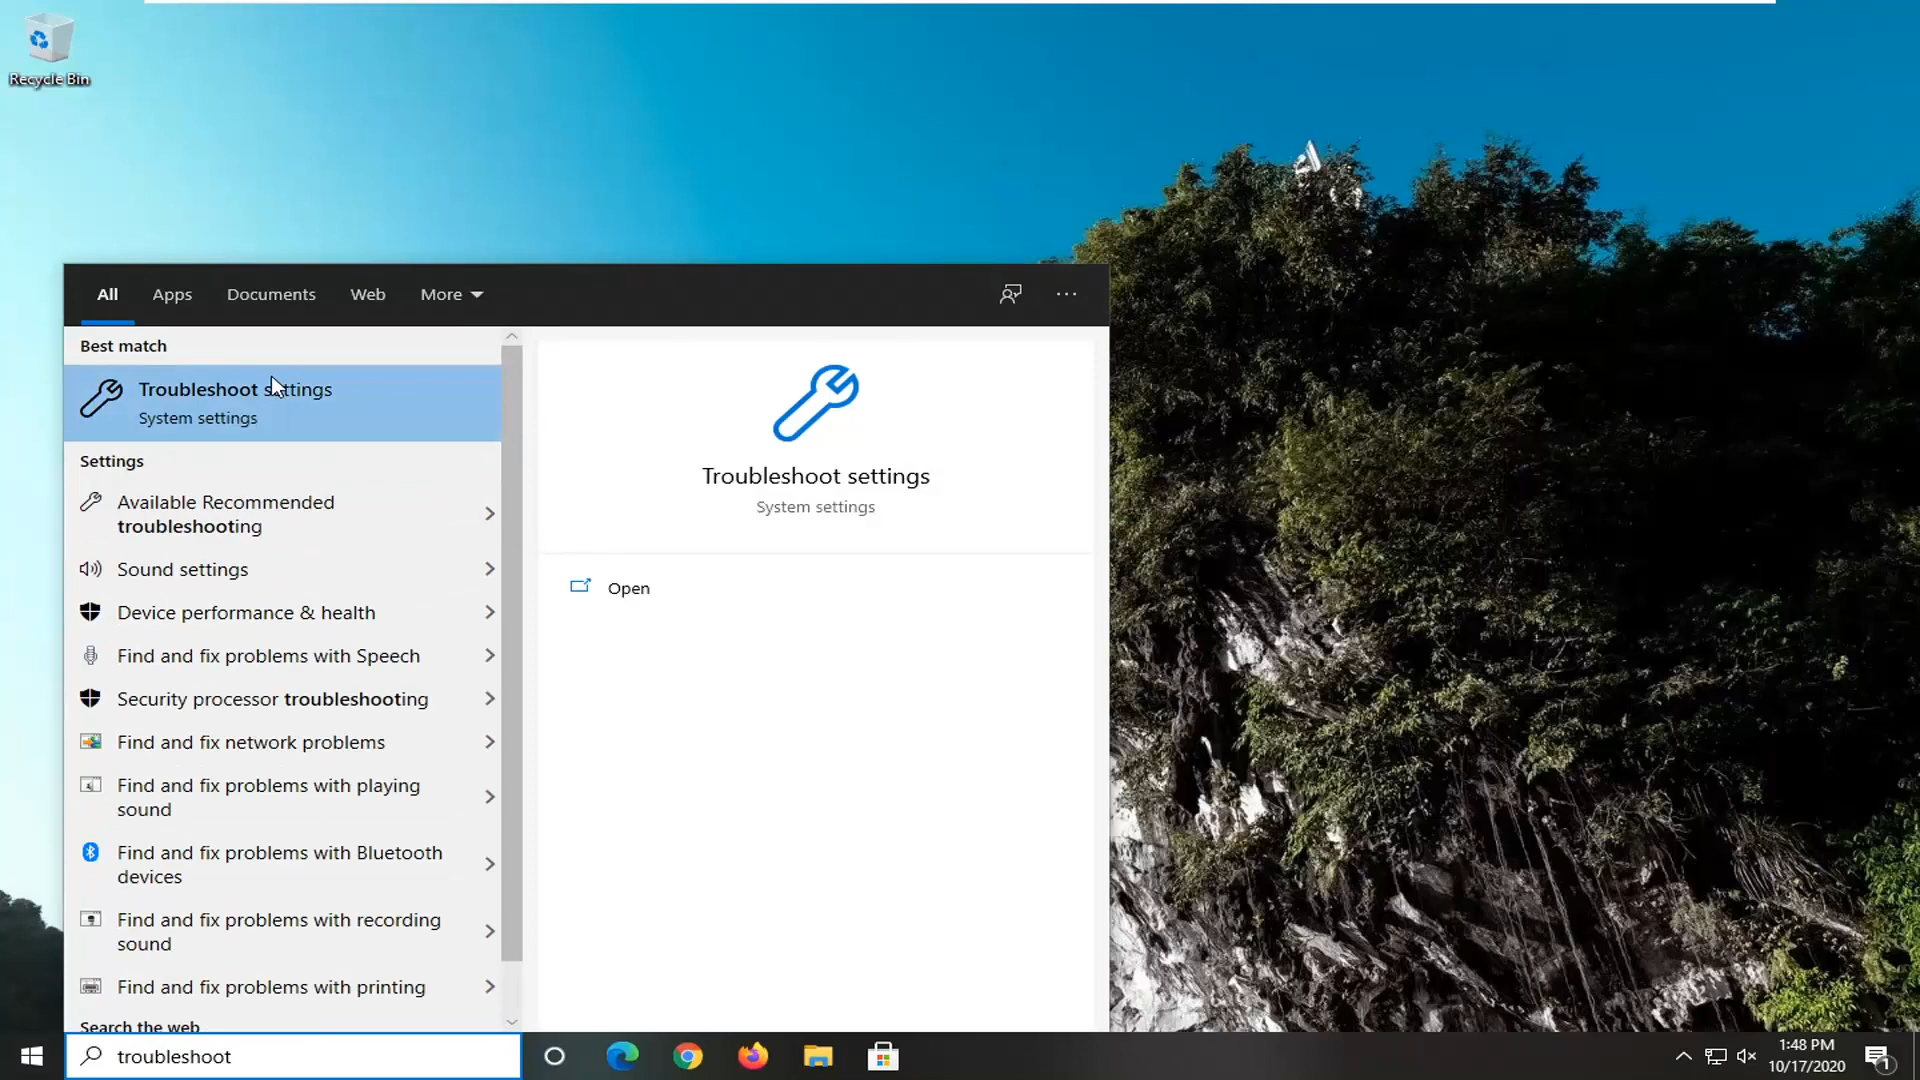 Recycle Bin
All Apps Documents Web More
Best match
Troubleshoot settings
System settings
Settings
Available Recommended
troubleshooting
Sound settings
Device performance & health
Find and fix problems with Speech
Security processor troubleshooting
Find and fix network problems
Find and fix problems with playing
sound
Find and fix problems with Bluetooth
devices
Find and fix problems with recording
sound
Find and fix problems with printing
Search the web
Troubleshoot settings
System settings
Open
troubleshoot
1:48 PM
10/17/2020
1